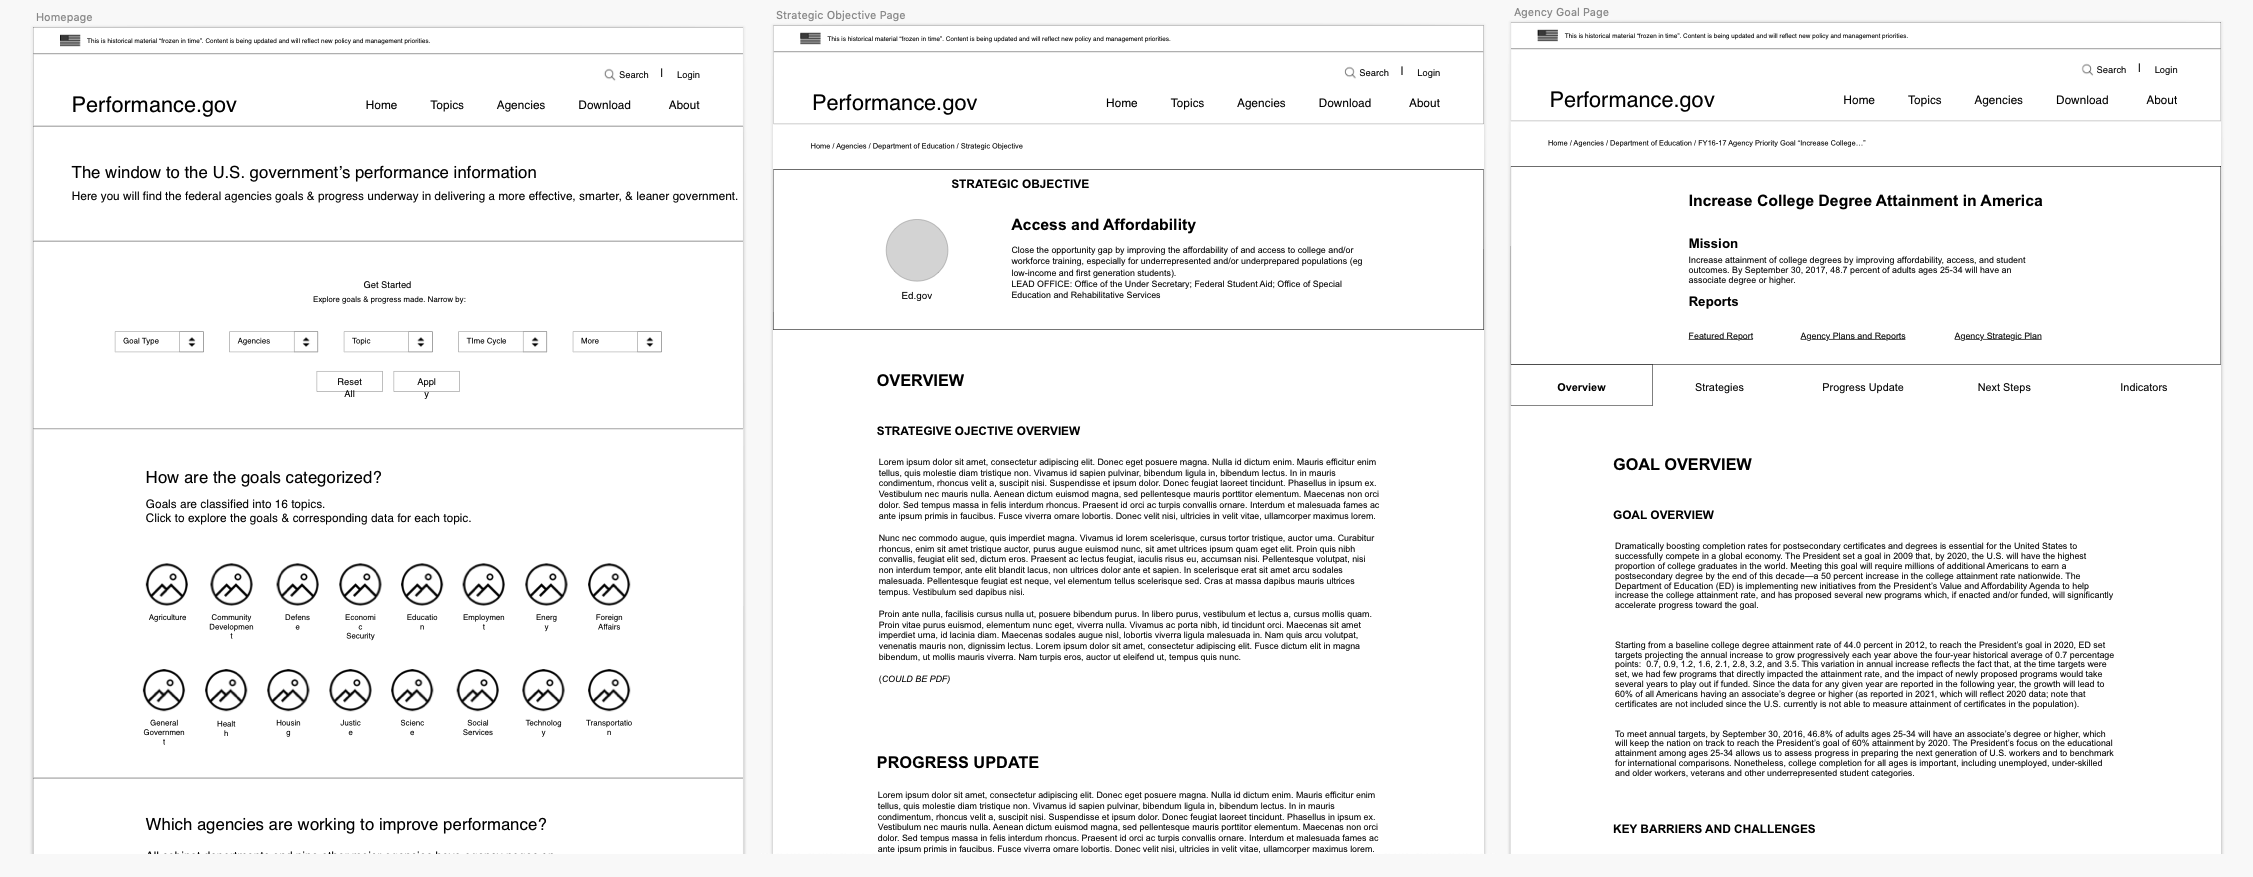 Homepage
This is historical material “frozen in time”. Content is being updated and will reflect new policy and management priorities.
Search | Login
Performance.gov
Home Topics Agencies Download About
The window to the U.S. government’s performance information
Here you will find the federal agencies goals & progress underway in delivering a more effective, smarter, & leaner government.
Get Started
Explore goals & progress made. Narrow by:
Goal Type Agencies Topic TIme Cycle More
Reset Appl
All y
How are the goals categorized?
Goals are classified into 16 topics.
Click to explore the goals & corresponding data for each topic.
Agriculture Community Defens Economi Educatio Employmen Energ Foreign
Developmen e c n t y Affairs
t Security
General Healt Housin Justic Scienc Social Technolog Transportatio
Governmen h g e e Services y n
t
Which agencies are working to improve performance?
Strategic Objective Page
This is historical material “frozen in time”. Content is being updated and will reflect new policy and management priorities.
Search | Login
Performance.gov
Home Topics Agencies Download About
Home / Agencies / Department of Education / Strategic Objective
STRATEGIC OBJECTIVE
Access and Affordability
Close the opportunity gap by improving the affordability of and access to college and/or
workforce training, especially for underrepresented and/or underprepared populations (eg
low-income and first generation students).
LEAD OFFICE: Office of the Under Secretary; Federal Student Aid; Office of Special
Education and Rehabilitative Services
Ed.gov
OVERVIEW
STRATEGIVE OJECTIVE OVERVIEW
Lorem ipsum dolor sit amet, consectetur adipiscing elit. Donec eget posuere magna. Nulla id dictum enim. Mauris efficitur enim
tellus, quis molestie diam tristique non. Vivamus id sapien pulvinar, bibendum ligula in, bibendum lectus. In in mauris
condimentum, rhoncus velit a, suscipit nisi. Suspendisse et ipsum dolor. Donec feugiat laoreet tincidunt. Phasellus in ipsum ex.
Vestibulum nec mauris nulla. Aenean dictum euismod magna, sed pellentesque mauris porttitor elementum. Maecenas non orci
dolor. Sed tempus massa in felis interdum rhoncus. Praesent id orci ac turpis convallis ornare. Interdum et malesuada fames ac
ante ipsum primis in faucibus. Fusce viverra ornare lobortis. Donec velit nisi, ultricies in velit vitae, ullamcorper maximus lorem.
Nunc nec commodo augue, quis imperdiet magna. Vivamus id lorem scelerisque, cursus tortor tristique, auctor urna. Curabitur
rhoncus, enim sit amet tristique auctor, purus augue euismod nunc, sit amet ultrices ipsum quam eget elit. Proin quis nibh
convallis, feugiat elit sed, dictum eros. Praesent ac lectus feugiat, iaculis risus eu, accumsan nisi. Pellentesque volutpat, nisi
non interdum tempor, ante elit blandit lacus, non ultrices dolor ante et sapien. In scelerisque erat sit amet arcu sodales
malesuada. Pellentesque feugiat est neque, vel elementum tellus scelerisque sed. Cras at massa dapibus mauris ultrices
tempus. Vestibulum sed dapibus nisi.
Proin ante nulla, facilisis cursus nulla ut, posuere bibendum purus. In libero purus, vestibulum et lectus a, cursus mollis quam.
Proin vitae purus euismod, elementum nunc eget, viverra nulla. Vivamus ac porta nibh, id tincidunt orci. Maecenas sit amet
imperdiet urna, id lacinia diam. Maecenas sodales augue nisl, lobortis viverra ligula malesuada in. Nam quis arcu volutpat,
venenatis mauris non, dignissim lectus. Lorem ipsum dolor sit amet, consectetur adipiscing elit. Fusce dictum elit in magna
bibendum, ut mollis mauris viverra. Nam turpis eros, auctor ut eleifend ut, tempus quis nunc.
(COULD BE PDF)
PROGRESS UPDATE
Lorem ipsum dolor sit amet, consectetur adipiscing elit. Donec eget posuere magna. Nulla id dictum enim. Mauris efficitur enim
tellus, quis molestie diam tristique non. Vivamus id sapien pulvinar, bibendum ligula in, bibendum lectus. In in mauris
condimentum, rhoncus velit a, suscipit nisi. Suspendisse et ipsum dolor. Donec feugiat laoreet tincidunt. Phasellus in ipsum ex.
Vestibulum nec mauris nulla. Aenean dictum euismod magna, sed pellentesque mauris porttitor elementum. Maecenas non orci
dolor. Sed tempus massa in felis interdum rhoncus. Praesent id orci ac turpis convallis ornare. Interdum et malesuada fames ac
ante ipsum primis in faucibus. Fusce viverra ornare lobortis. Donec velit nisi, ultricies in velit vitae, ullamcorper maximus lorem.
Agency Goal Page
This is historical material “frozen in time”. Content is being updated and will reflect new policy and management priorities.
Search | Login
Performance.gov
Home Topics Agencies Download About
Home / Agencies / Department of Education / FY16-17 Agency Priority Goal “Increase College…”
Increase College Degree Attainment in America
Mission
Increase attainment of college degrees by improving affordability, access, and student
outcomes. By September 30, 2017, 48.7 percent of adults ages 25-34 will have an
associate degree or higher.
Reports
Featured Report Agency Plans and Reports Agency Strategic Plan
Overview Strategies Progress Update Next Steps Indicators
GOAL OVERVIEW
GOAL OVERVIEW
Dramatically boosting completion rates for postsecondary certificates and degrees is essential for the United States to
successfully compete in a global economy. The President set a goal in 2009 that, by 2020, the U.S. will have the highest
proportion of college graduates in the world. Meeting this goal will require millions of additional Americans to earn a
postsecondary degree by the end of this decade—a 50 percent increase in the college attainment rate nationwide. The
Department of Education (ED) is implementing new initiatives from the President’s Value and Affordability Agenda to help
increase the college attainment rate, and has proposed several new programs which, if enacted and/or funded, will significantly
accelerate progress toward the goal.
Starting from a baseline college degree attainment rate of 44.0 percent in 2012, to reach the President’s goal in 2020, ED set
targets projecting the annual increase to grow progressively each year above the four-year historical average of 0.7 percentage
points: 0.7, 0.9, 1.2, 1.6, 2.1, 2.8, 3.2, and 3.5. This variation in annual increase reflects the fact that, at the time targets were
set, we had few programs that directly impacted the attainment rate, and the impact of newly proposed programs would take
several years to play out if funded. Since the data for any given year are reported in the following year, the growth will lead to
60% of all Americans having an associate’s degree or higher (as reported in 2021, which will reflect 2020 data; note that
certificates are not included since the U.S. currently is not able to measure attainment of certificates in the population).
To meet annual targets, by September 30, 2016, 46.8% of adults ages 25-34 will have an associate’s degree or higher, which
will keep the nation on track to reach the President’s goal of 60% attainment by 2020. The President’s focus on the educational
attainment among ages 25-34 allows us to assess progress in preparing the next generation of U.S. workers and to benchmark
for international comparisons. Nonetheless, college completion for all ages is important, including unemployed, under-skilled
and older workers, veterans and other underrepresented student categories.
KEY BARRIERS AND CHALLENGES